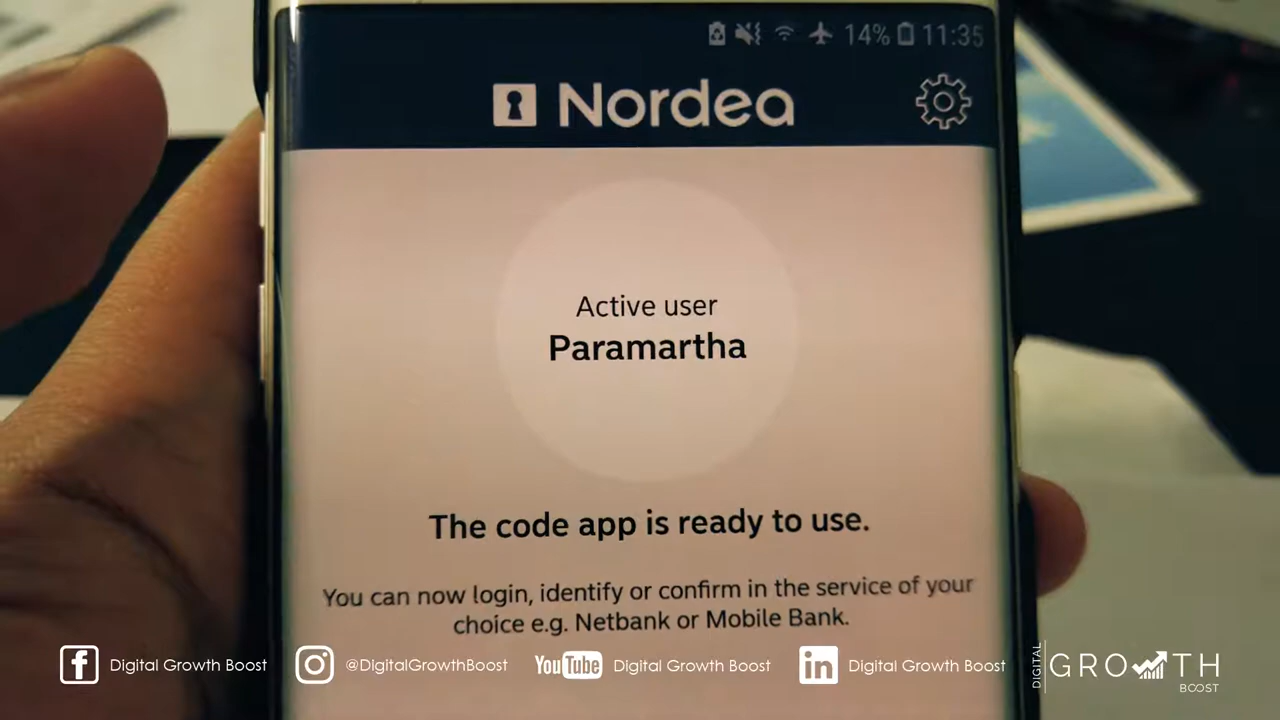 14% 11:35
Nordea
Active user
Paramartha
The code app is ready to use.
You can now login, identify or confirm in the service of your
choice e.g. Netbank or Mobile Bank.
Digital Growth Boost
@DigitalGrowthBoost
YouTube Digital Growth Boost
in Digital Growth Boost
DIGITAL
GROWTH
BOOST